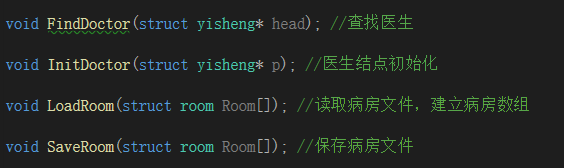 void FindDoctor(struct yisheng* head); //查找医生
void InitDoctor(struct yisheng* p); //医生结点初始化
void LoadRoom(struct room Room[]); //读取病房文件，建立病房数组
void SaveRoom(struct room Room[]); //保存病房文件